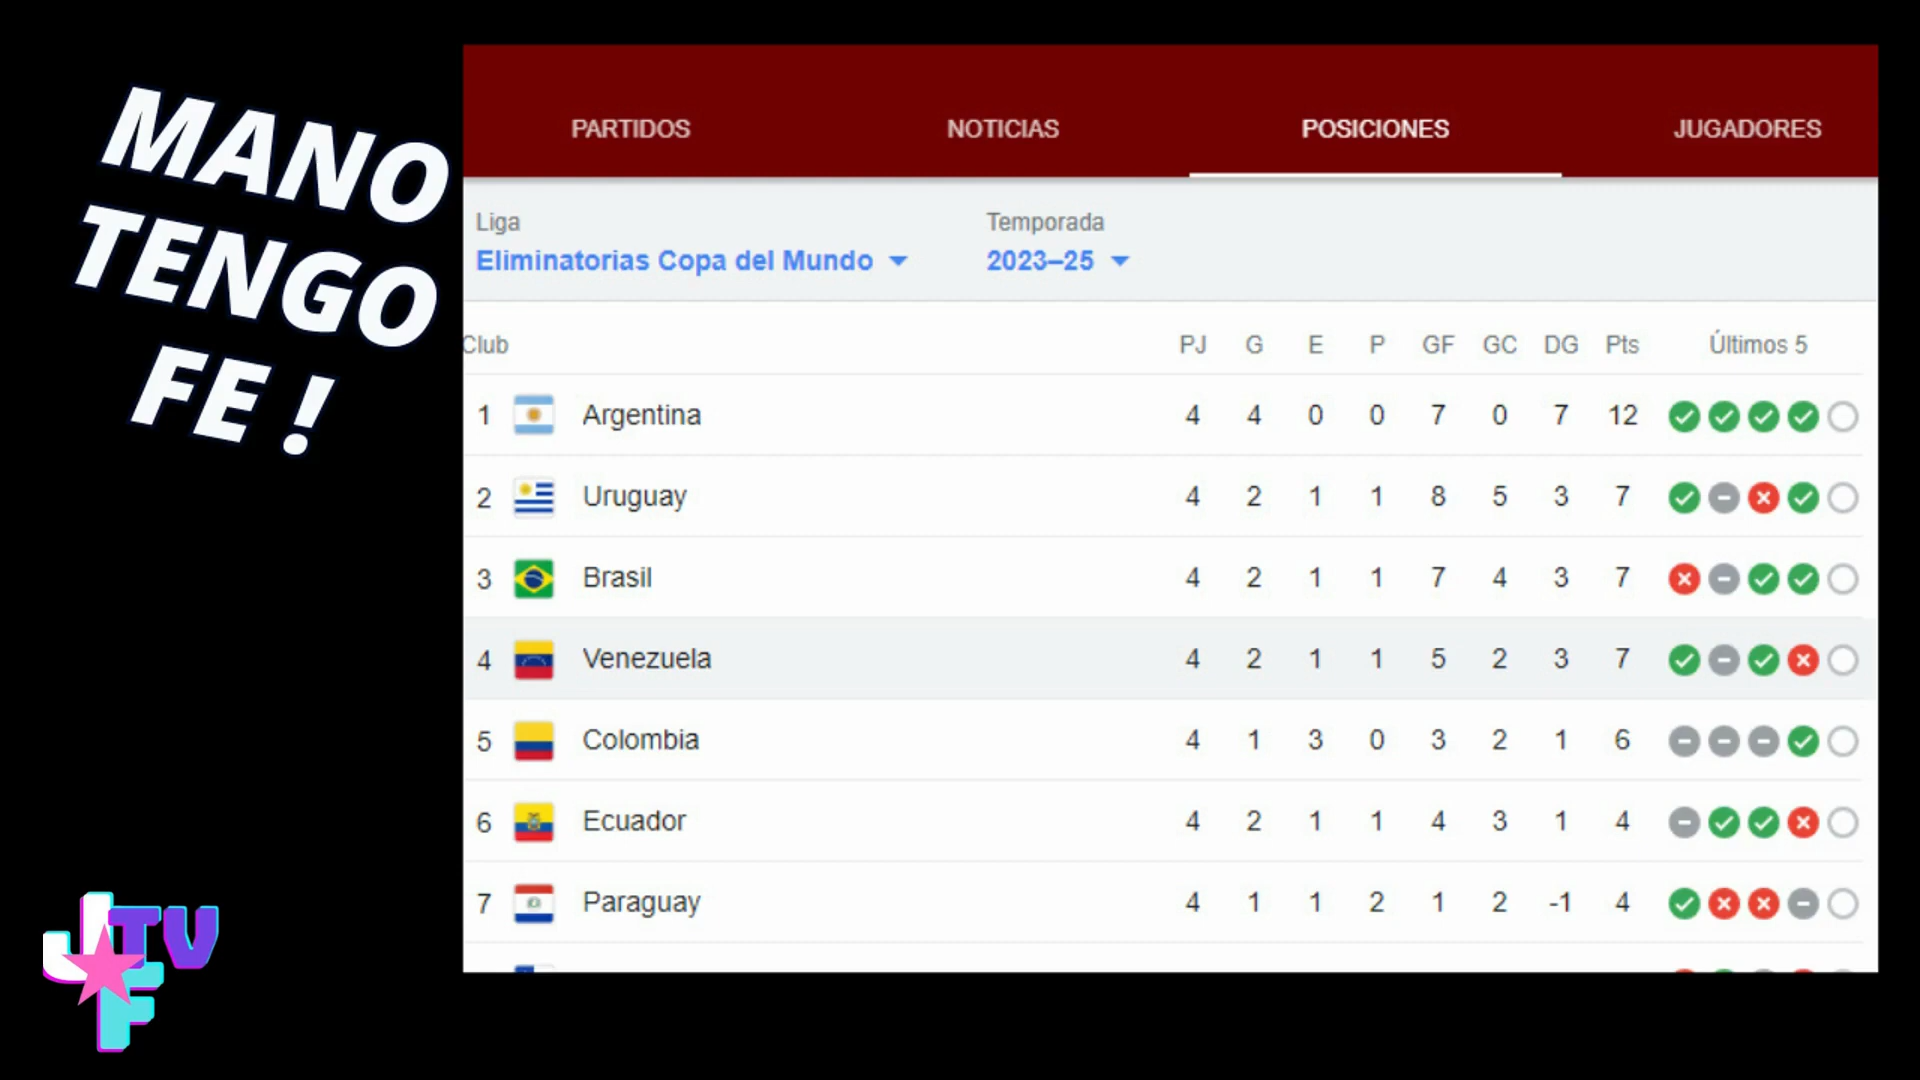 MANO
TENGO
FE !
PARTIDOS NOTICIAS POSICIONES JUGADORES
Liga Temporada
Eliminatorias Copa del Mundo 2023–25
Club PJ G E P GF GC DG Pts Últimos 5
1 Argentina 4 4 0 0 7 0 7 12
2 Uruguay 4 2 1 1 8 5 3 7
3 Brasil 4 2 1 1 7 4 3 7
4 Venezuela 4 2 1 1 5 2 3 7
5 Colombia 4 1 3 0 3 2 1 6
6 Ecuador 4 2 1 1 4 3 1 4
7 Paraguay 4 1 1 2 1 2 -1 4
J TV
F